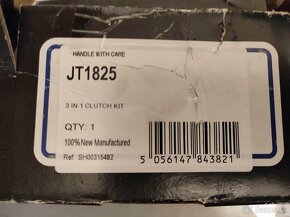 HANDLE WITH CARE
JT1825
3 IN 1 CLUTCH KIT
QTY: 1
100% New Manufactured
Ref: SH00315482
5 056147 843821